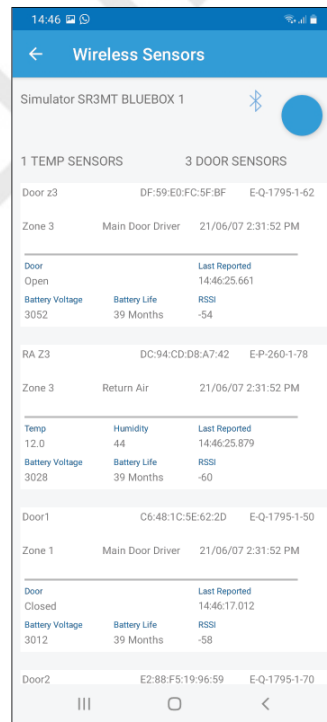 14:46
Wireless Sensors
Simulator SR3MT BLUEBOX 1
1 TEMP SENSORS 3 DOOR SENSORS
Door z3 DF:59:E0:FC:5F:BF E-Q-1795-1-62
Zone 3 Main Door Driver 21/06/07 2:31:52 PM
Door Last Reported
Open 14:46:25.661
Battery Voltage Battery Life RSSI
3052 39 Months -54
RA Z3 DC:94:CD:D8:A7:42 E-P-260-1-78
Zone 3 Return Air 21/06/07 2:31:52 PM
Temp Humidity Last Reported
12.0 44 14:46:25.879
Battery Voltage Battery Life RSSI
3028 39 Months -60
Door1 C6:48:1C:5E:62:2D E-Q-1795-1-50
Zone 1 Main Door Driver 21/06/07 2:31:52 PM
Door Last Reported
Closed 14:46:17.012
Battery Voltage Battery Life RSSI
3012 39 Months -58
Door2 E2:88:F5:19:96:59 E-Q-1795-1-70